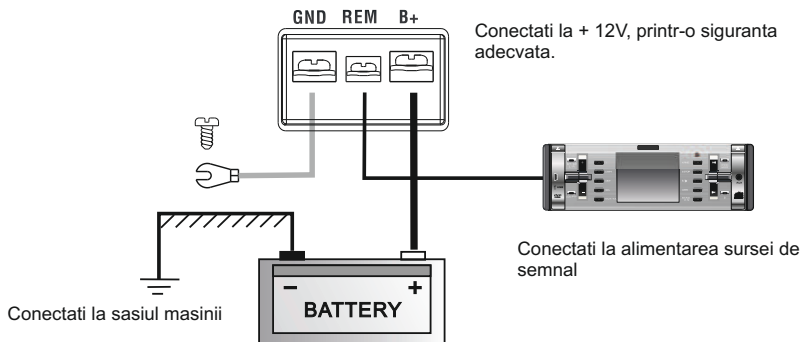 GND REM B+
Conectati la + 12V, printr-o siguranta
adecvata.
Conectati la alimentarea sursei de
semnal
Conectati la sasiul masinii
- +
BATTERY